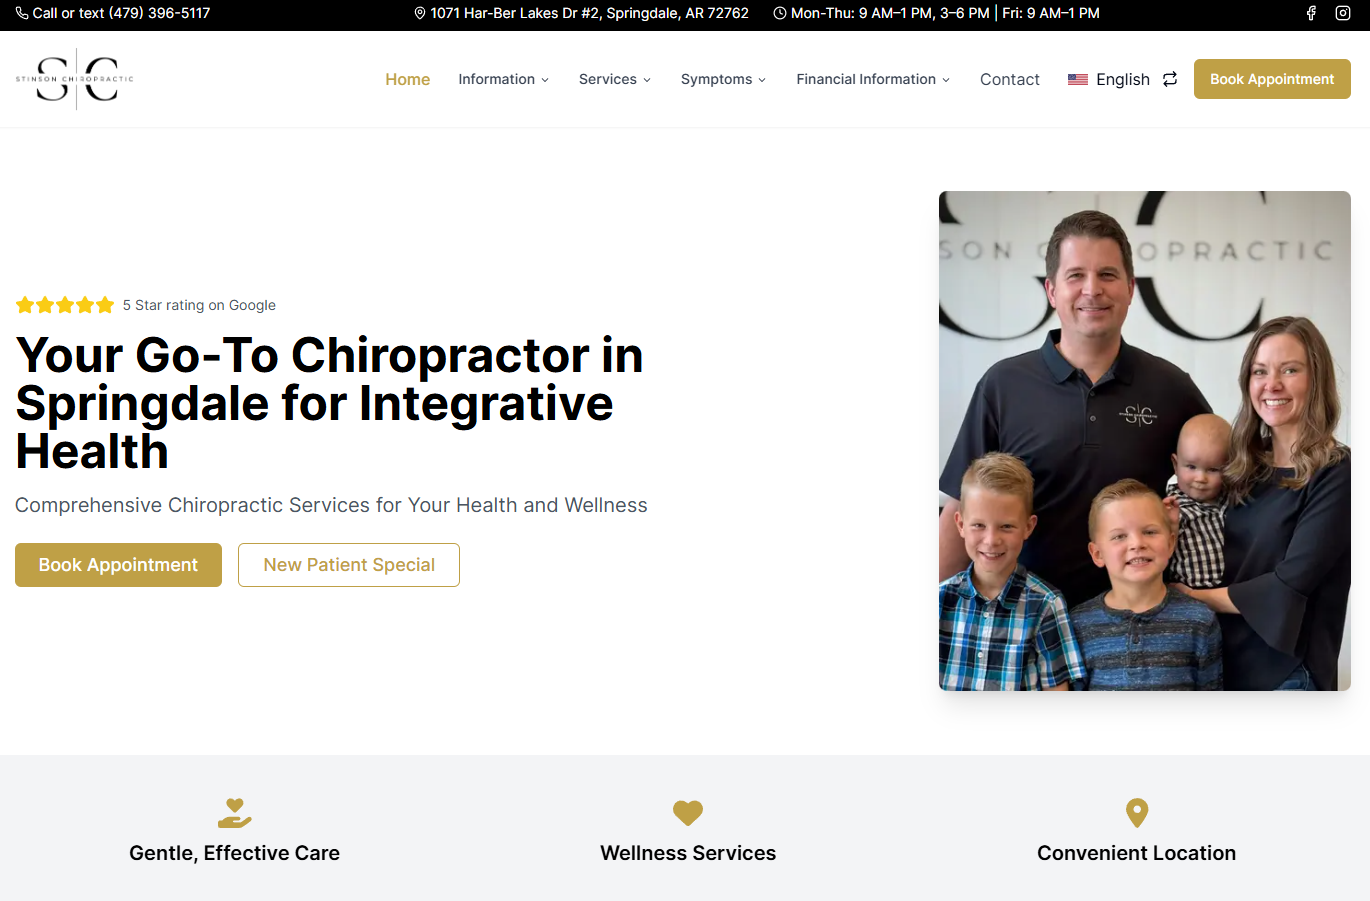 Call or text (479) 396-5117
1071 Har-Ber Lakes Dr #2, Springdale, AR 72762
Mon-Thu: 9 AM–1 PM, 3–6 PM | Fri: 9 AM–1 PM
S|C
STINSON CHIROPRACTIC
Home
Information
Services
Symptoms
Financial Information
Contact
English
Book Appointment
5 Star rating on Google
Your Go-To Chiropractor in
Springdale for Integrative
Health
Comprehensive Chiropractic Services for Your Health and Wellness
Book Appointment
New Patient Special
SON C
OPRACTIC
S|C
STINSON CHIROPRACTIC
Gentle, Effective Care
Wellness Services
Convenient Location